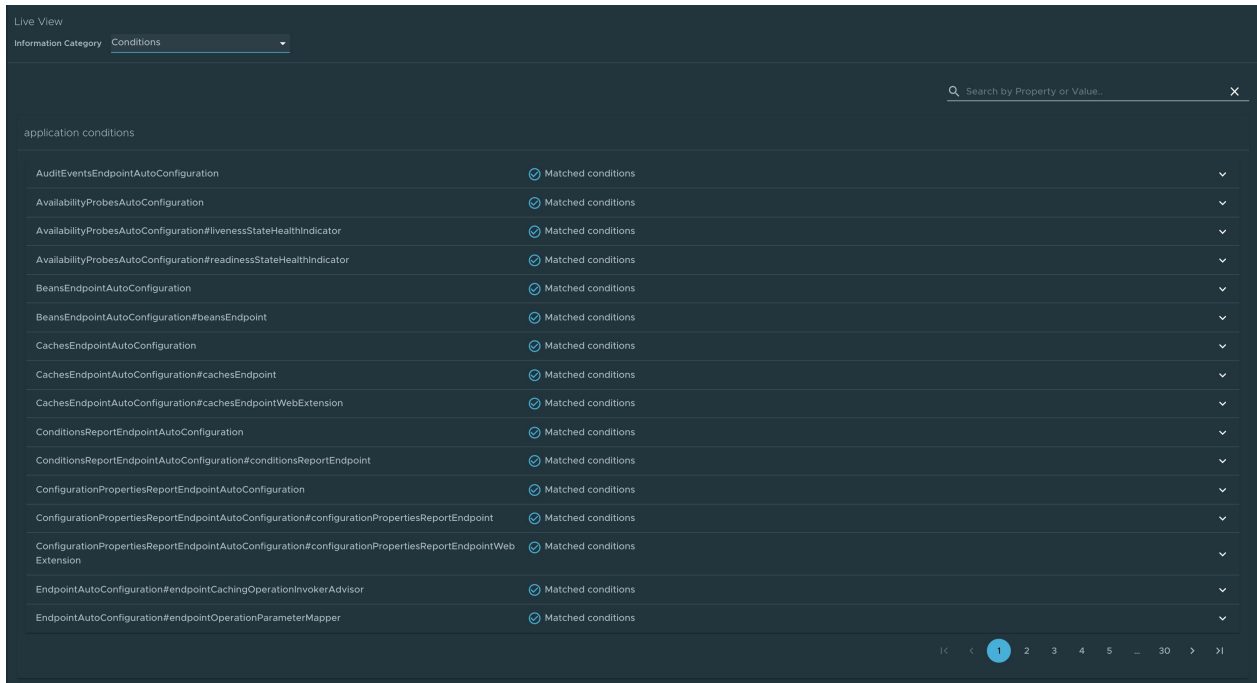 Live View
Information Category Conditions
Search by Property or Value..
application conditions
AuditEventsEndpointAutoConfiguration Matched conditions
AvailabilityProbesAutoConfiguration Matched conditions
AvailabilityProbesAutoConfiguration#livenessStateHealthIndicator Matched conditions
AvailabilityProbesAutoConfiguration#readinessStateHealthIndicator Matched conditions
BeansEndpointAutoConfiguration Matched conditions
BeansEndpointAutoConfiguration#beansEndpoint Matched conditions
CachesEndpointAutoConfiguration Matched conditions
CachesEndpointAutoConfiguration#cachesEndpoint Matched conditions
CachesEndpointAutoConfiguration#cachesEndpointWebExtension Matched conditions
ConditionsReportEndpointAutoConfiguration Matched conditions
ConditionsReportEndpointAutoConfiguration#conditionsReportEndpoint Matched conditions
ConfigurationPropertiesReportEndpointAutoConfiguration Matched conditions
ConfigurationPropertiesReportEndpointAutoConfiguration#configurationPropertiesReportEndpoint Matched conditions
ConfigurationPropertiesReportEndpointAutoConfiguration#configurationPropertiesReportEndpointWeb Matched conditions
Extension
EndpointAutoConfiguration#endpointCachingOperationInvokerAdvisor Matched conditions
EndpointAutoConfiguration#endpointOperationParameterMapper Matched conditions
1 2 3 4 5 ... 30